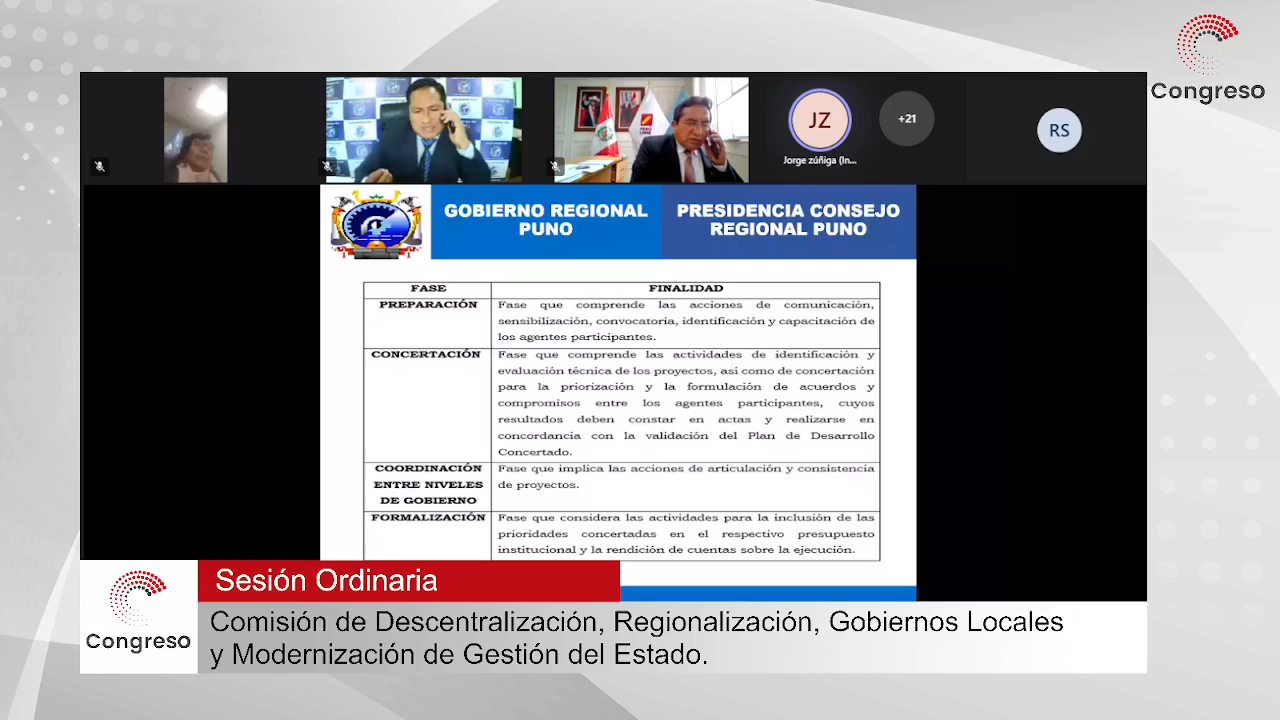 Congreso
JZ
+21
RS
Jorge zúñiga (In...
GOBIERNO REGIONAL
PUNO
PRESIDENCIA CONSEJO
REGIONAL PUNO
FASE
FINALIDAD
PREPARACIÓN
Fase que comprende las acciones de comunicación,
sensibilización, convocatoria, identificación y capacitación de
los agentes participantes.
CONCERTACIÓN
Fase que comprende las actividades de identificación y
evaluación técnica de los proyectos, así como de concertación
para la priorización y la formulación de acuerdos y
compromisos entre los agentes participantes, cuyos
resultados deben constar en actas y realizarse en
concordancia con la validación del Plan de Desarrollo
Concertado.
COORDINACIÓN
ENTRE NIVELES
DE GOBIERNO
Fase que implica las acciones de articulación y consistencia
de proyectos.
FORMALIZACIÓN
Fase que considera las actividades para la inclusión de las
prioridades concertadas en el respectivo presupuesto
institucional y la rendición de cuentas sobre la ejecución.
Sesión Ordinaria
Congreso
Comisión de Descentralización, Regionalización, Gobiernos Locales
y Modernización de Gestión del Estado.